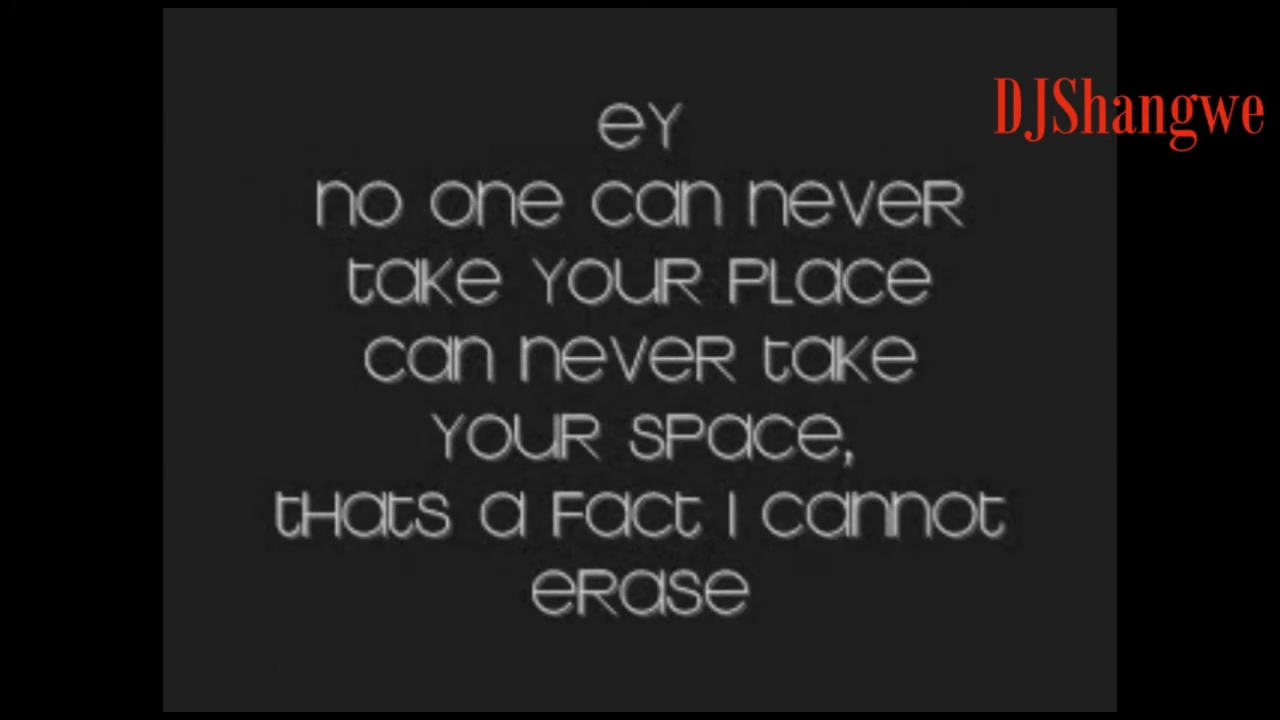 DJShangwe
eY
no one can neveR
take YouR PLace
can neveR take
YouR SPace,
tHats a Fact I cannot
eRase